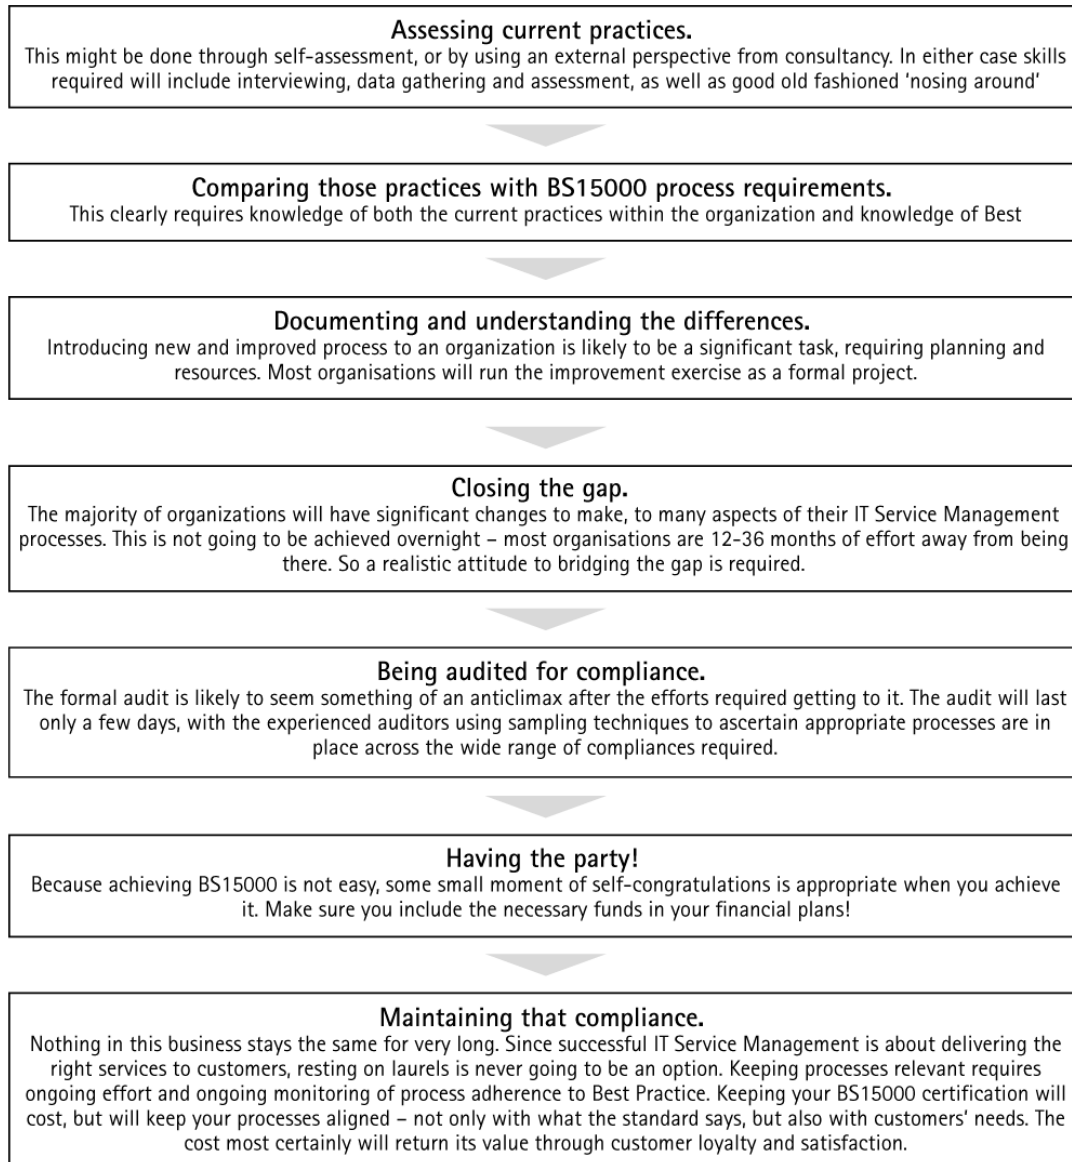 Assessing current practices.
This might be done through self-assessment, or by using an external perspective from consultancy. In either case skills
required will include interviewing, data gathering and assessment, as well as good old fashioned ‘nosing around’
Comparing those practices with BS15000 process requirements.
This clearly requires knowledge of both the current practices within the organization and knowledge of Best
Documenting and understanding the differences.
Introducing new and improved process to an organization is likely to be a significant task, requiring planning and
resources. Most organisations will run the improvement exercise as a formal project.
Closing the gap.
The majority of organizations will have significant changes to make, to many aspects of their IT Service Management
processes. This is not going to be achieved overnight – most organisations are 12-36 months of effort away from being
there. So a realistic attitude to bridging the gap is required.
Being audited for compliance.
The formal audit is likely to seem something of an anticlimax after the efforts required getting to it. The audit will last
only a few days, with the experienced auditors using sampling techniques to ascertain appropriate processes are in
place across the wide range of compliances required.
Having the party!
Because achieving BS15000 is not easy, some small moment of self-congratulations is appropriate when you achieve
it. Make sure you include the necessary funds in your financial plans!
Maintaining that compliance.
Nothing in this business stays the same for very long. Since successful IT Service Management is about delivering the
right services to customers, resting on laurels is never going to be an option. Keeping processes relevant requires
ongoing effort and ongoing monitoring of process adherence to Best Practice. Keeping your BS15000 certification will
cost, but will keep your processes aligned – not only with what the standard says, but also with customers’ needs. The
cost most certainly will return its value through customer loyalty and satisfaction.